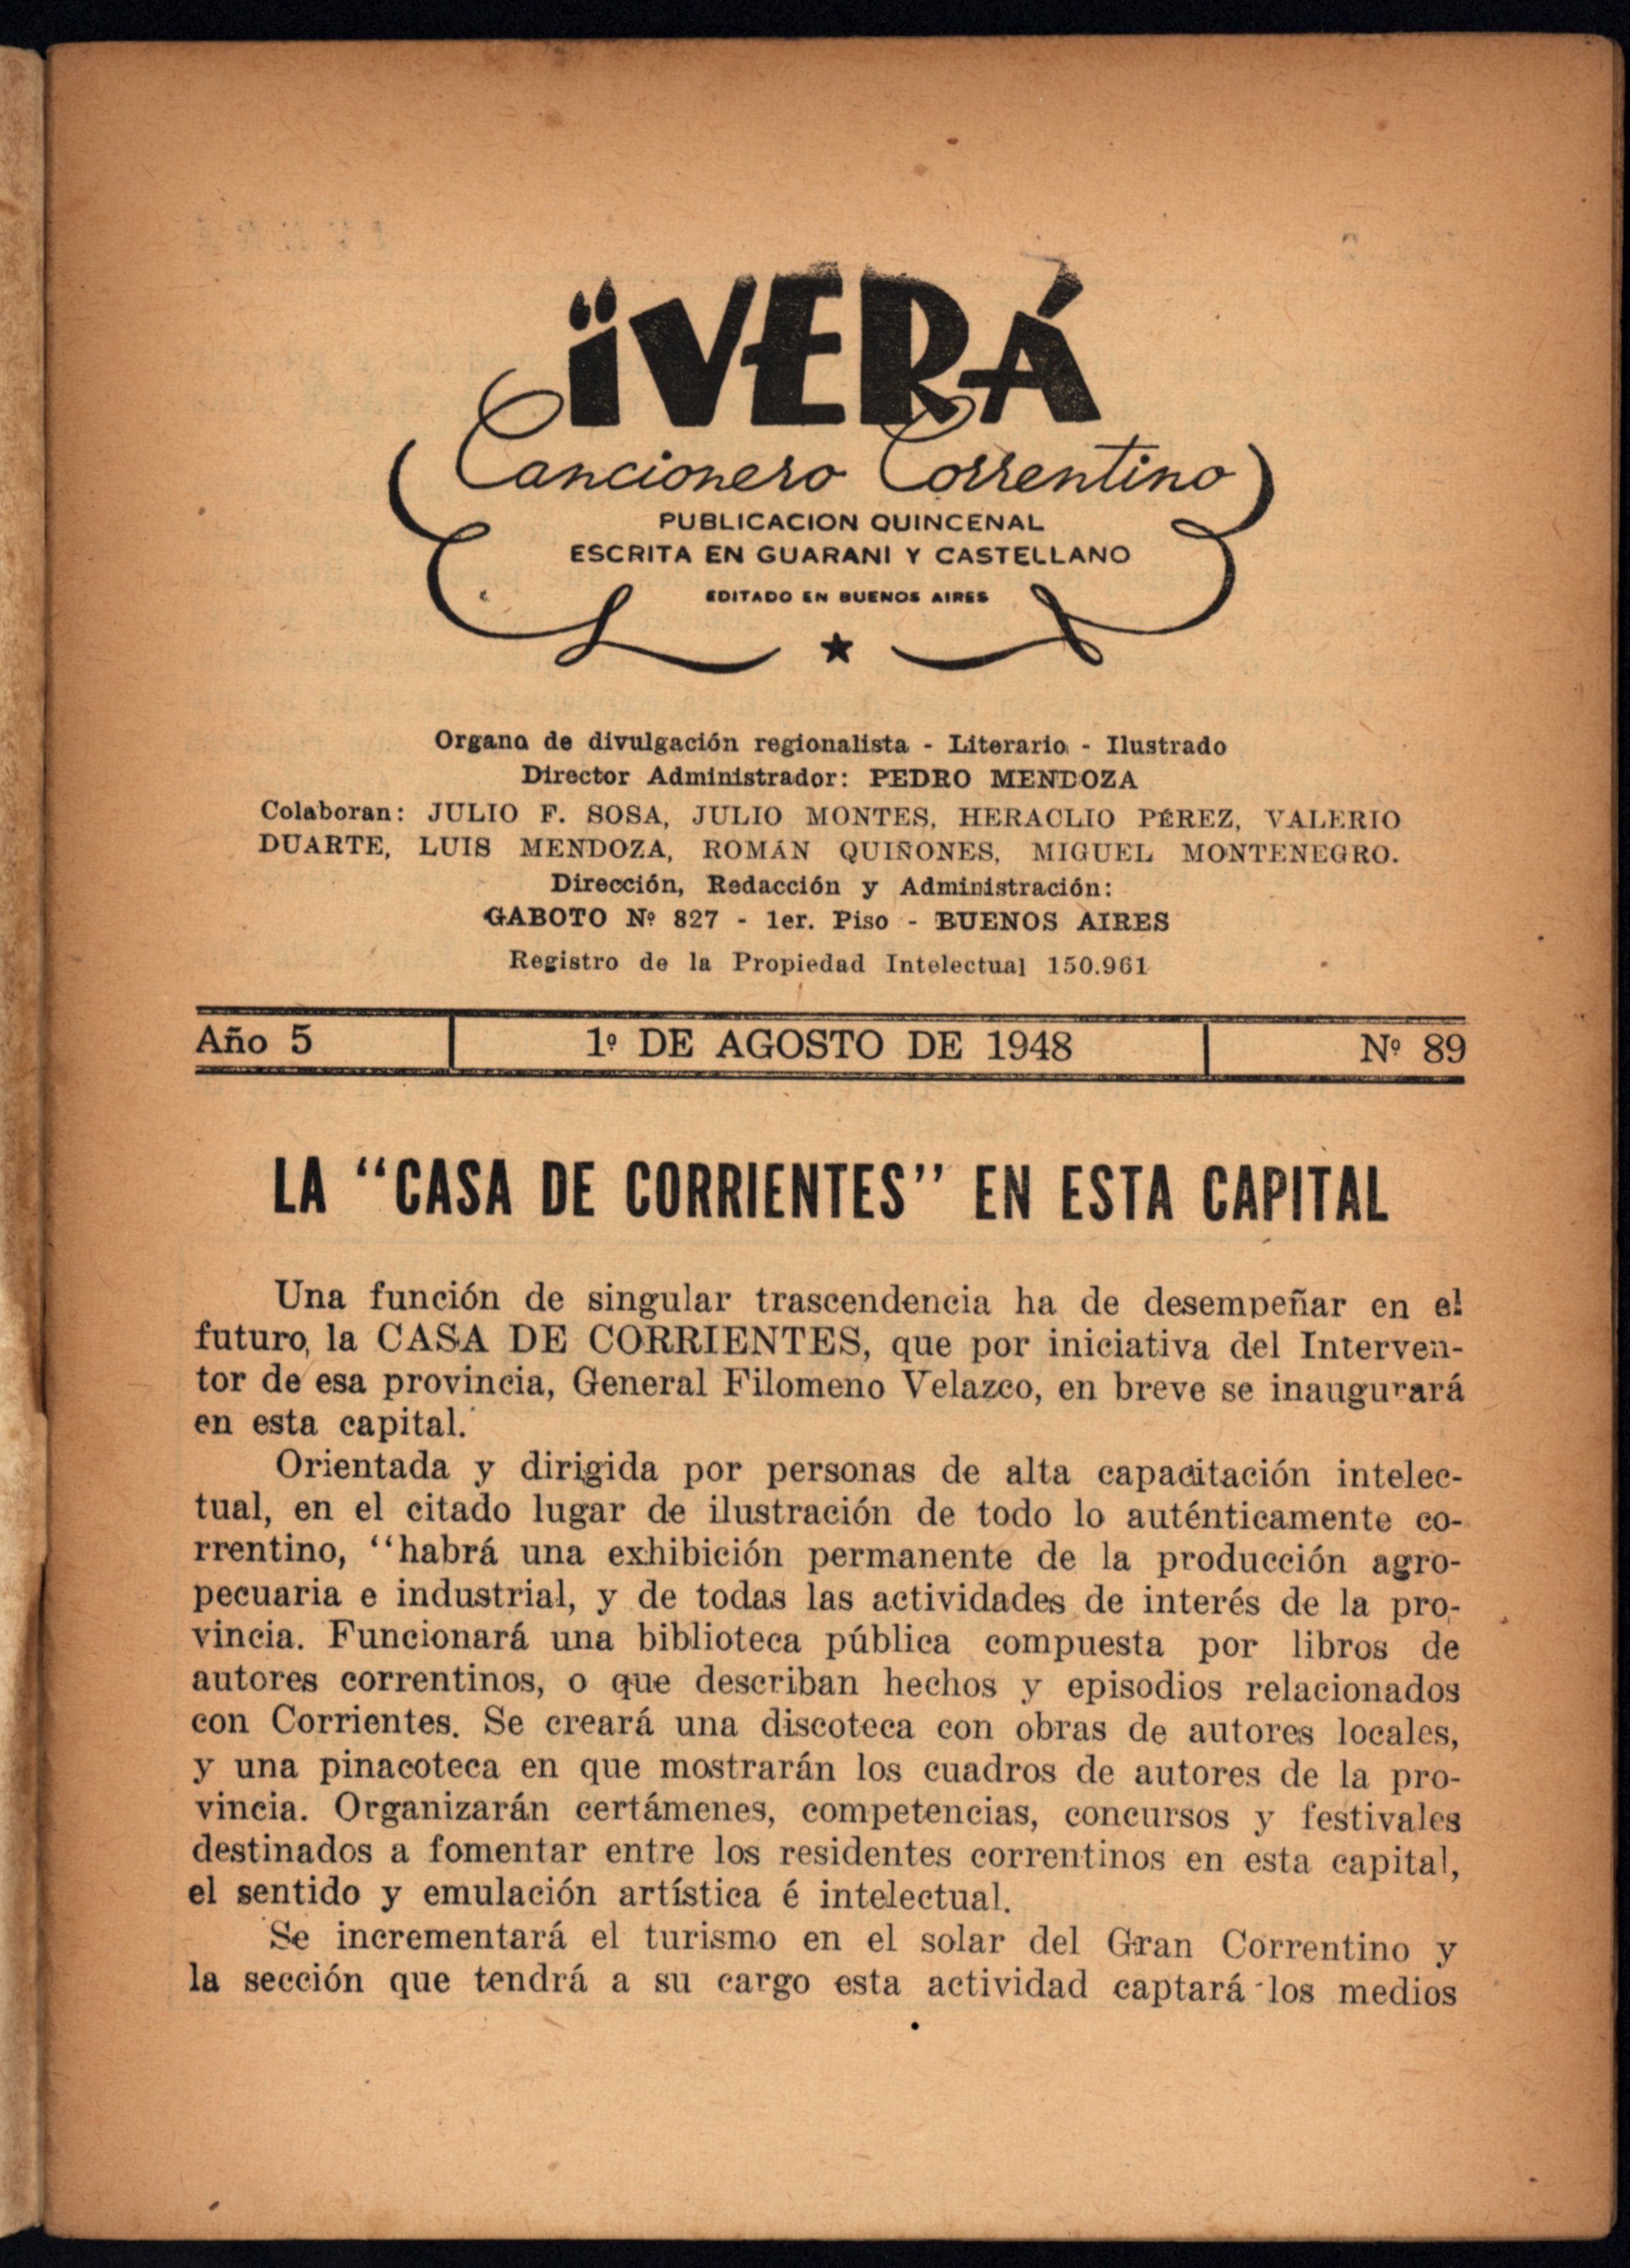 ÏVERÁ
Cancionero Correntino
PUBLICACION QUINCENAL
ESCRITA EN GUARANI Y CASTELLANO
EDITADO EN BUENOS AIRES
Organo de divulgación regionalista - Literario - Ilustrado
Director Administrador: PEDRO MENDOZA
Colaboran: JULIO F. SOSA, JULIO MONTES, HERACLIO PÉREZ, VALERIO
DUARTE, LUIS MENDOZA, ROMÁN QUIÑONES, MIGUEL MONTENEGRO.
Dirección, Redacción y Administración:
GABOTO Nº 827 - 1er. Piso - BUENOS AIRES
Registro de la Propiedad Intelectual 150.961
Año 5 1º DE AGOSTO DE 1948 Nº 89
LA "CASA DE CORRIENTES" EN ESTA CAPITAL
Una función de singular trascendencia ha de desempeñar en el
futuro, la CASA DE CORRIENTES, que por iniciativa del Interven-
tor de esa provincia, General Filomeno Velazco, en breve se inaugurará
en esta capital.
Orientada y dirigida por personas de alta capacitación intelec-
tual, en el citado lugar de ilustración de todo lo auténticamente co-
rrentino, "habrá una exhibición permanente de la producción agro-
pecuaria e industrial, y de todas las actividades de interés de la pro-
vincia. Funcionará una biblioteca pública compuesta por libros de
autores correntinos, o que describan hechos y episodios relacionados
con Corrientes. Se creará una discoteca con obras de autores locales,
y una pinacoteca en que mostrarán los cuadros de autores de la pro-
vincia. Organizarán certámenes, competencias, concursos y festivales
destinados a fomentar entre los residentes correntinos en esta capital,
el sentido y emulación artística é intelectual.
Se incrementará el turismo en el solar del Gran Correntino y
la sección que tendrá a su cargo esta actividad captará los medios